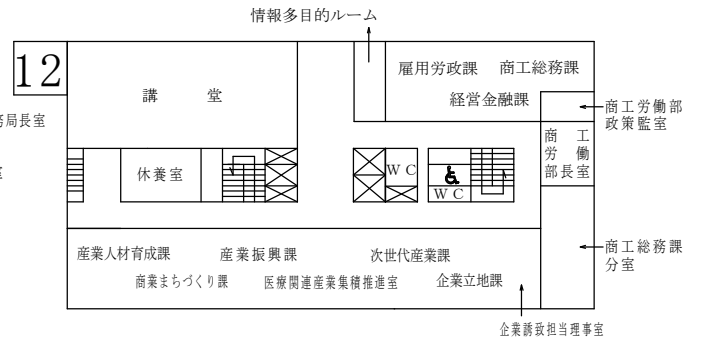 情報多目的ルーム
12
講堂
雇用労政課 商工総務課
経営金融課
商工労働部
政策監室
務局長室
商工
労働
部長室
休養室
WC
WC
産業人材育成課 産業振興課 次世代産業課
商業まちづくり課 医療関連産業集積推進室 企業立地課
商工総務課
分室
企業誘致担当理事室